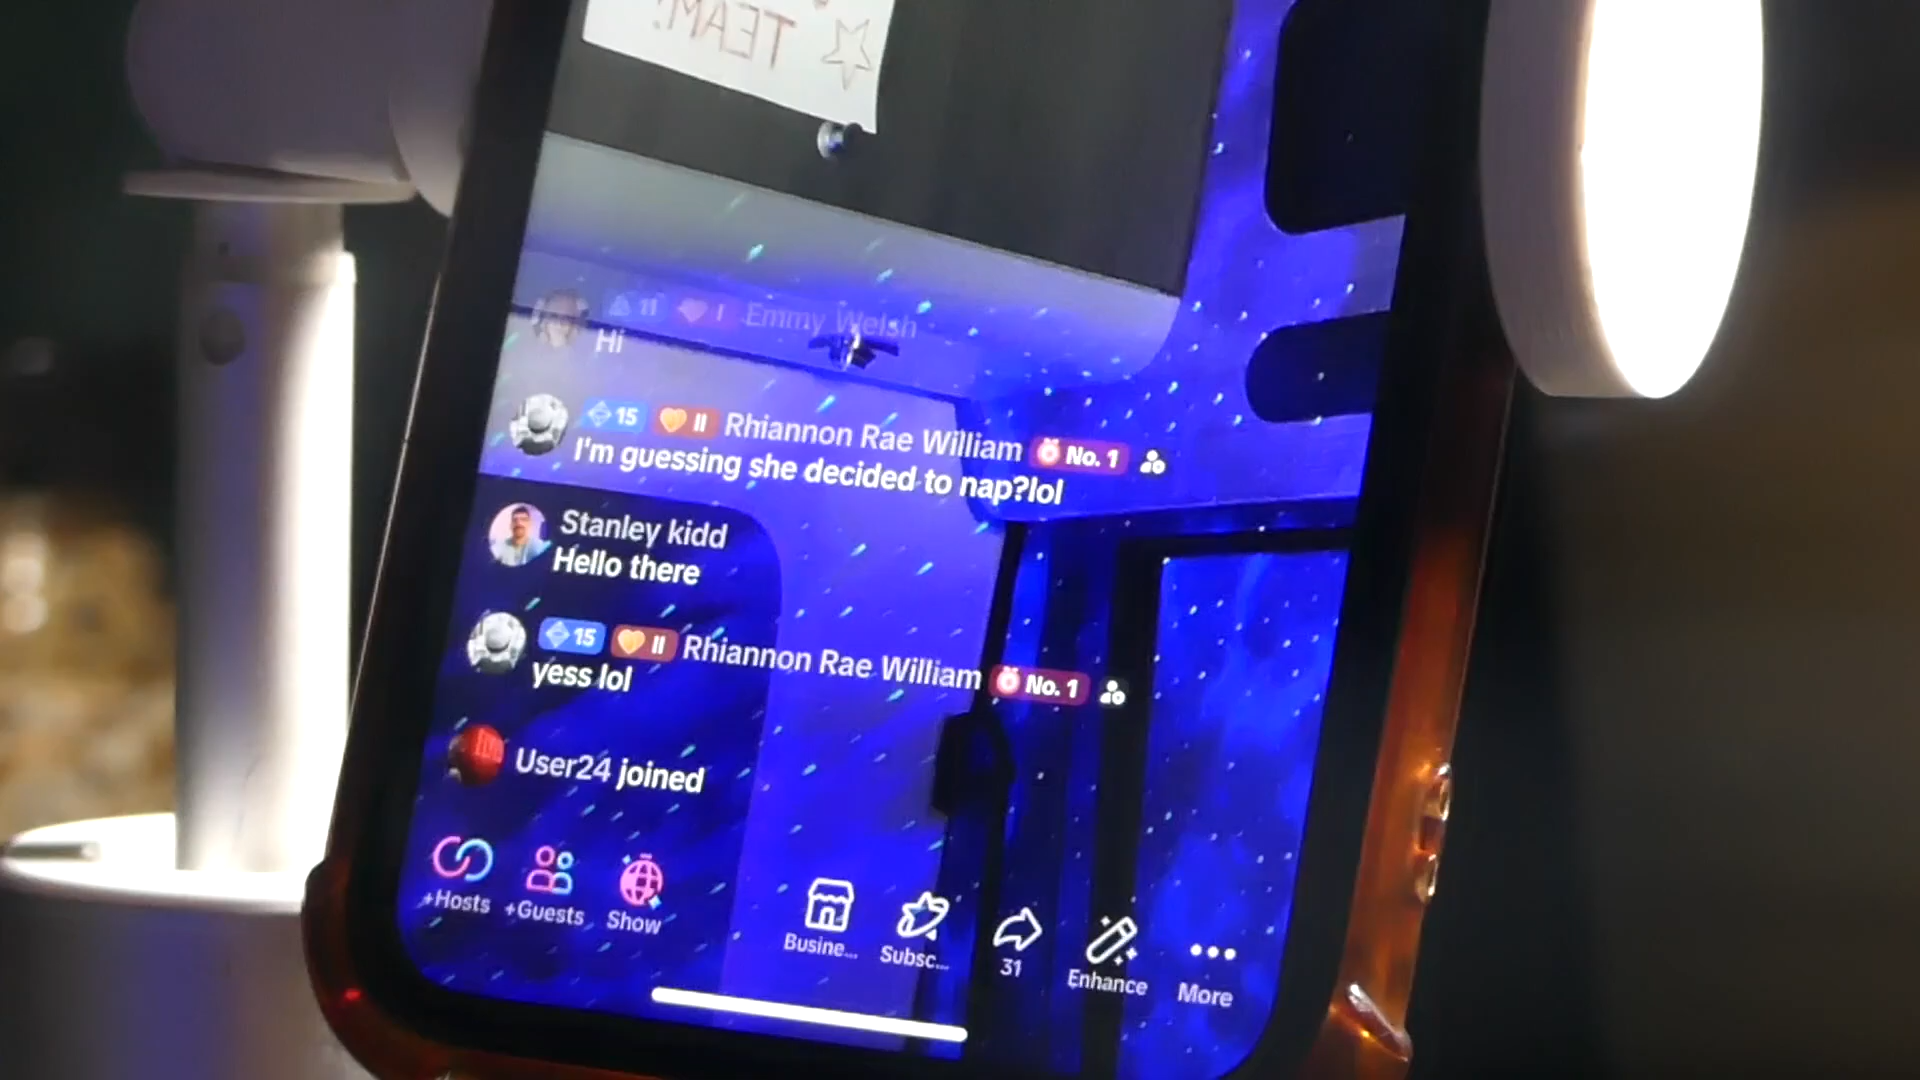 TEAM!
11 I Emmy Welsh
Hi
15 II Rhiannon Rae William No. 1
I'm guessing she decided to nap?lol
Stanley kidd
Hello there
15 II Rhiannon Rae William No. 1
yess lol
User24 joined
+Hosts +Guests Show Busine... Subsc... 31 Enhance More